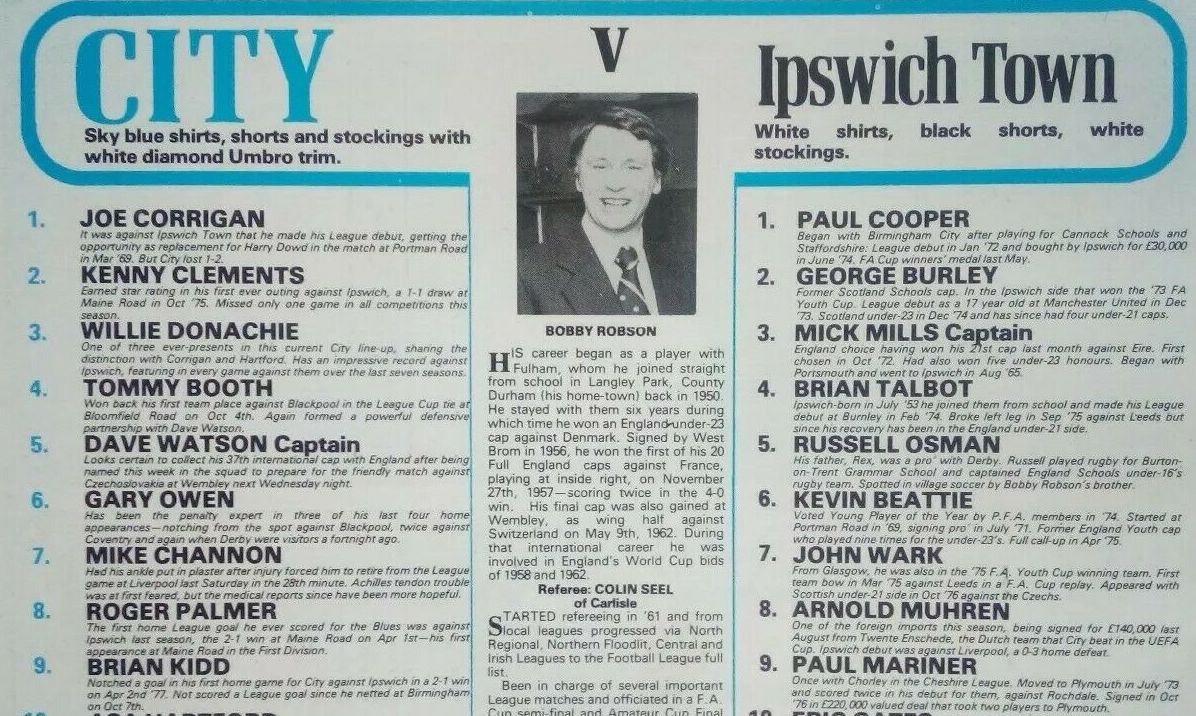 CITY
Sky blue shirts, shorts and stockings with
white diamond Umbro trim.
1. JOE CORRIGAN
It was against Ipswich Town that he made his League debut, getting the
opportunity as replacement for Harry Dowd in the match at Portman Road
in Mar '69. But City lost 1-2.
2. KENNY CLEMENTS
Earned star rating in his first ever outing against Ipswich, a 1-1 draw at
Maine Road in Oct '75. Missed only one game in all competitions this
season.
3. WILLIE DONACHIE
One of three ever-presents in this current City line-up, sharing the
distinction with Corrigan and Hartford. Has an impressive record against
Ipswich, featuring in every game against them over the last seven seasons.
4. TOMMY BOOTH
Won back his first team place against Blackpool in the League Cup tie at
Bloomfield Road on Oct 4th. Again formed a powerful defensive
partnership with Dave Watson.
5. DAVE WATSON Captain
Looks certain to collect his 37th international cap with England after being
named this week in the squad to prepare for the friendly match against
Czechoslovakia at Wembley next Wednesday night.
6. GARY OWEN
Has been the penalty expert in three of his last four home
appearances—notching from the spot against Blackpool, twice against
Coventry and again when Derby were visitors a fortnight ago.
7. MIKE CHANNON
Had his ankle put in plaster after injury forced him to retire from the League
game at Liverpool last Saturday in the 28th minute. Achilles tendon trouble
was at first feared, but the medical reports since have been more hopeful.
8. ROGER PALMER
The first home League goal he ever scored for the Blues was against
Ipswich last season, the 2-1 win at Maine Road on Apr 1st—his first
appearance at Maine Road in the First Division.
9. BRIAN KIDD
Notched a goal in his first home game for City against Ipswich in a 2-1 win
on Apr 2nd '77. Not scored a League goal since he netted at Birmingham
on Oct 7th.
ASA HARTFORD
V
BOBBY ROBSON
HIS career began as a player with
Fulham, whom he joined straight
from school in Langley Park, County
Durham (his home-town) back in 1950.
He stayed with them six years during
which time he won an England under-23
cap against Denmark. Signed by West
Brom in 1956, he won the first of his 20
Full England caps against France,
playing at inside right, on November
27th, 1957—scoring twice in the 4-0
win. His final cap was also gained at
Wembley, as wing half against
Switzerland on May 9th, 1962. During
that international career he was
involved in England's World Cup bids
of 1958 and 1962.
Referee: COLIN SEEL
of Carlisle
STARTED refereeing in '61 and from
local leagues progressed via North
Regional, Northern Floodlit, Central and
Irish Leagues to the Football League full
list.
Been in charge of several important
League matches and officiated in a F.A.
Cup semi-final and Amateur Cup Final
Ipswich Town
White shirts, black shorts, white
stockings.
1. PAUL COOPER
Began with Birmingham City after playing for Cannock Schools and
Staffordshire: League debut in Jan '72 and bought by Ipswich for £30,000
in June '74. FA Cup winners' medal last May.
2. GEORGE BURLEY
Former Scotland Schools cap. In the Ipswich side that won the '73 FA
Youth Cup. League debut as a 17 year old at Manchester United in Dec
'73. Scotland under-23 in Dec '74 and has since had four under-21 caps.
3. MICK MILLS Captain
England choice having won his 21st cap last month against Eire. First
chosen in Oct '72. Had also won five under-23 honours. Began with
Portsmouth and went to Ipswich in Aug '65.
4. BRIAN TALBOT
Ipswich-born in July '53 he joined them from school and made his League
debut at Burnley in Feb '74. Broke left leg in Sep '75 against Leeds but
since his recovery has been in the England under-21 side.
5. RUSSELL OSMAN
His father, Rex, was a pro' with Derby. Russell played rugby for Burton-
on-Trent Grammar School and captained England Schools under-16's
rugby team. Spotted in village soccer by Bobby Robson's brother.
6. KEVIN BEATTIE
Voted Young Player of the Year by P.F.A. members in '74. Started at
Portman Road in '69, signing pro' in July '71. Former England Youth cap
who played nine times for the under-23's. Full call-up in Apr '75.
7. JOHN WARK
From Glasgow, he was also in the '75 F.A. Youth Cup winning team. First
team bow in Mar '75 against Leeds in a F.A. Cup replay. Appeared with
Scottish under-21 side in Oct '76 against the Czechs.
8. ARNOLD MUHREN
One of the foreign imports this season, being signed for £140,000 last
August from Twente Enschede, the Dutch team that City beat in the UEFA
Cup. Ipswich debut was against Liverpool, a 0-3 home defeat.
9. PAUL MARINER
Once with Chorley in the Cheshire League. Moved to Plymouth in July '73
and scored twice in his debut for them, against Rochdale. Signed in Oct
'76 in £220,000 valued deal that took two players to Plymouth.
10. ERIC GATES